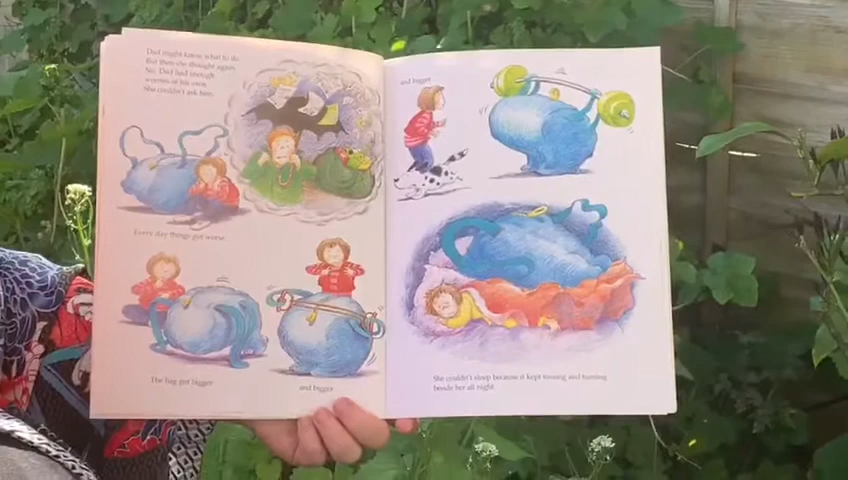 Dad might know what to do.
But then she thought again.
No, Dad had enough
worries of his own.
She couldn't ask him.
Every day things got worse.
The bag got bigger
and bigger
and bigger
She couldn't sleep because it kept tossing and turning
beside her all night.